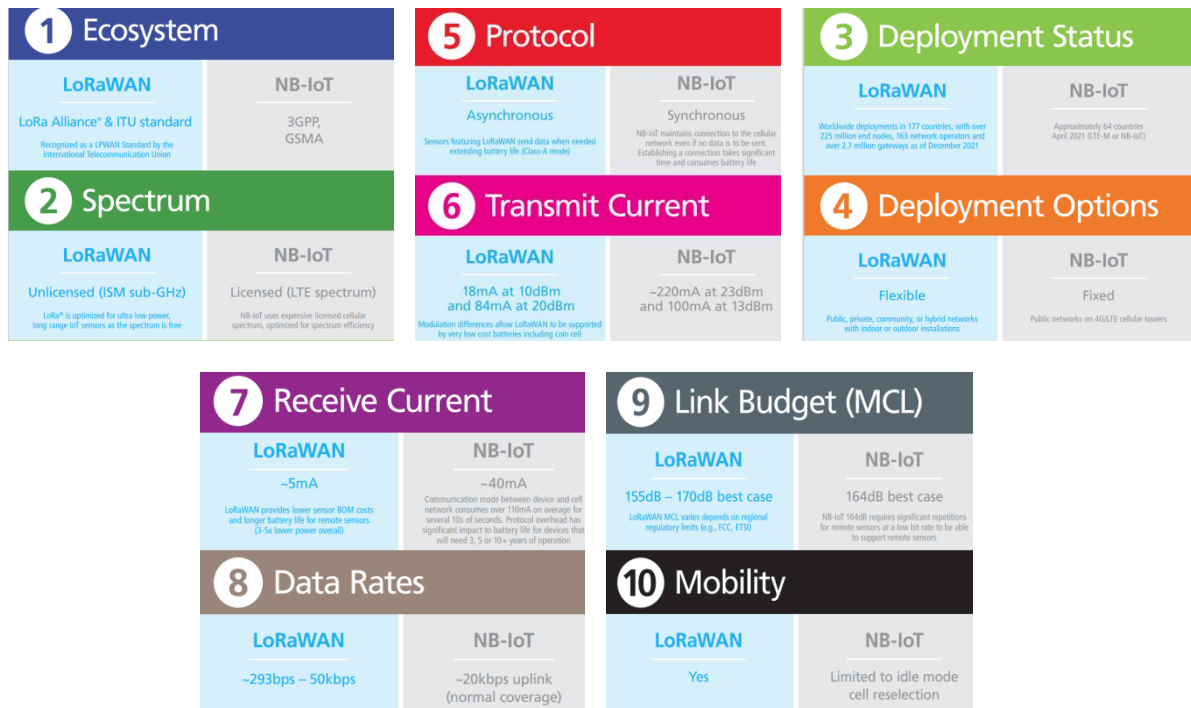 1 Ecosystem
LoRaWAN
LoRa Alliance® & ITU standard
Recognized as a LPWAN Standard by the
International Telecommunication Union
NB-IoT
3GPP,
GSMA
2 Spectrum
LoRaWAN
Unlicensed (ISM sub-GHz)
LoRa® is optimized for ultra low power,
long range IoT sensors as the spectrum is free
NB-IoT
Licensed (LTE spectrum)
NB-IoT uses expensive licensed cellular
spectrum, optimized for spectrum efficiency
5 Protocol
LoRaWAN
Asynchronous
Sensors featuring LoRaWAN send data when needed
extending battery life (Class-A mode)
NB-IoT
Synchronous
NB-IoT maintains connection to the cellular
network even if no data is to be sent.
Establishing a connection takes significant
time and consumes battery life
6 Transmit Current
LoRaWAN
18mA at 10dBm
and 84mA at 20dBm
Modulation differences allow LoRaWAN to be supported
by very low cost batteries including coin cell
NB-IoT
~220mA at 23dBm
and 100mA at 13dBm
3 Deployment Status
LoRaWAN
Worldwide deployments in 177 countries, with over
225 million end nodes, 163 network operators and
over 2.7 million gateways as of December 2021
NB-IoT
Approximately 64 countries
April 2021 (LTE-M or NB-IoT)
4 Deployment Options
LoRaWAN
Flexible
Public, private, community, or hybrid networks
with indoor or outdoor installations
NB-IoT
Fixed
Public networks on 4G/LTE cellular towers
7 Receive Current
LoRaWAN
~5mA
LoRaWAN provides lower sensor BOM costs
and longer battery life for remote sensors
(3-5x lower power overall)
NB-IoT
~40mA
Communication mode between device and cell
network consumes over 110mA on average for
several 10s of seconds. Protocol overhead has
significant impact to battery life for devices that
will need 3, 5 or 10+ years of operation
8 Data Rates
LoRaWAN
~293bps – 50kbps
NB-IoT
~20kbps uplink
(normal coverage)
9 Link Budget (MCL)
LoRaWAN
155dB – 170dB best case
LoRaWAN MCL varies depends on regional
regulatory limits (e.g., FCC, ETSI)
NB-IoT
164dB best case
NB-IoT 164dB requires significant repetitions
for remote sensors at a low bit rate to be able
to support remote sensors
10 Mobility
LoRaWAN
Yes
NB-IoT
Limited to idle mode
cell reselection